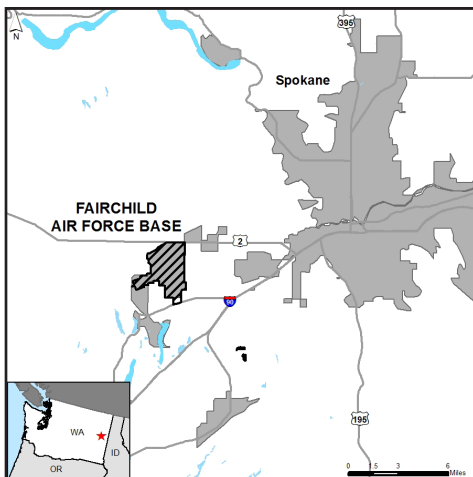 N
395
Spokane
FAIRCHILD
AIR FORCE BASE
2
90
195
WA
ID
OR
0 1.5 3 6
Miles